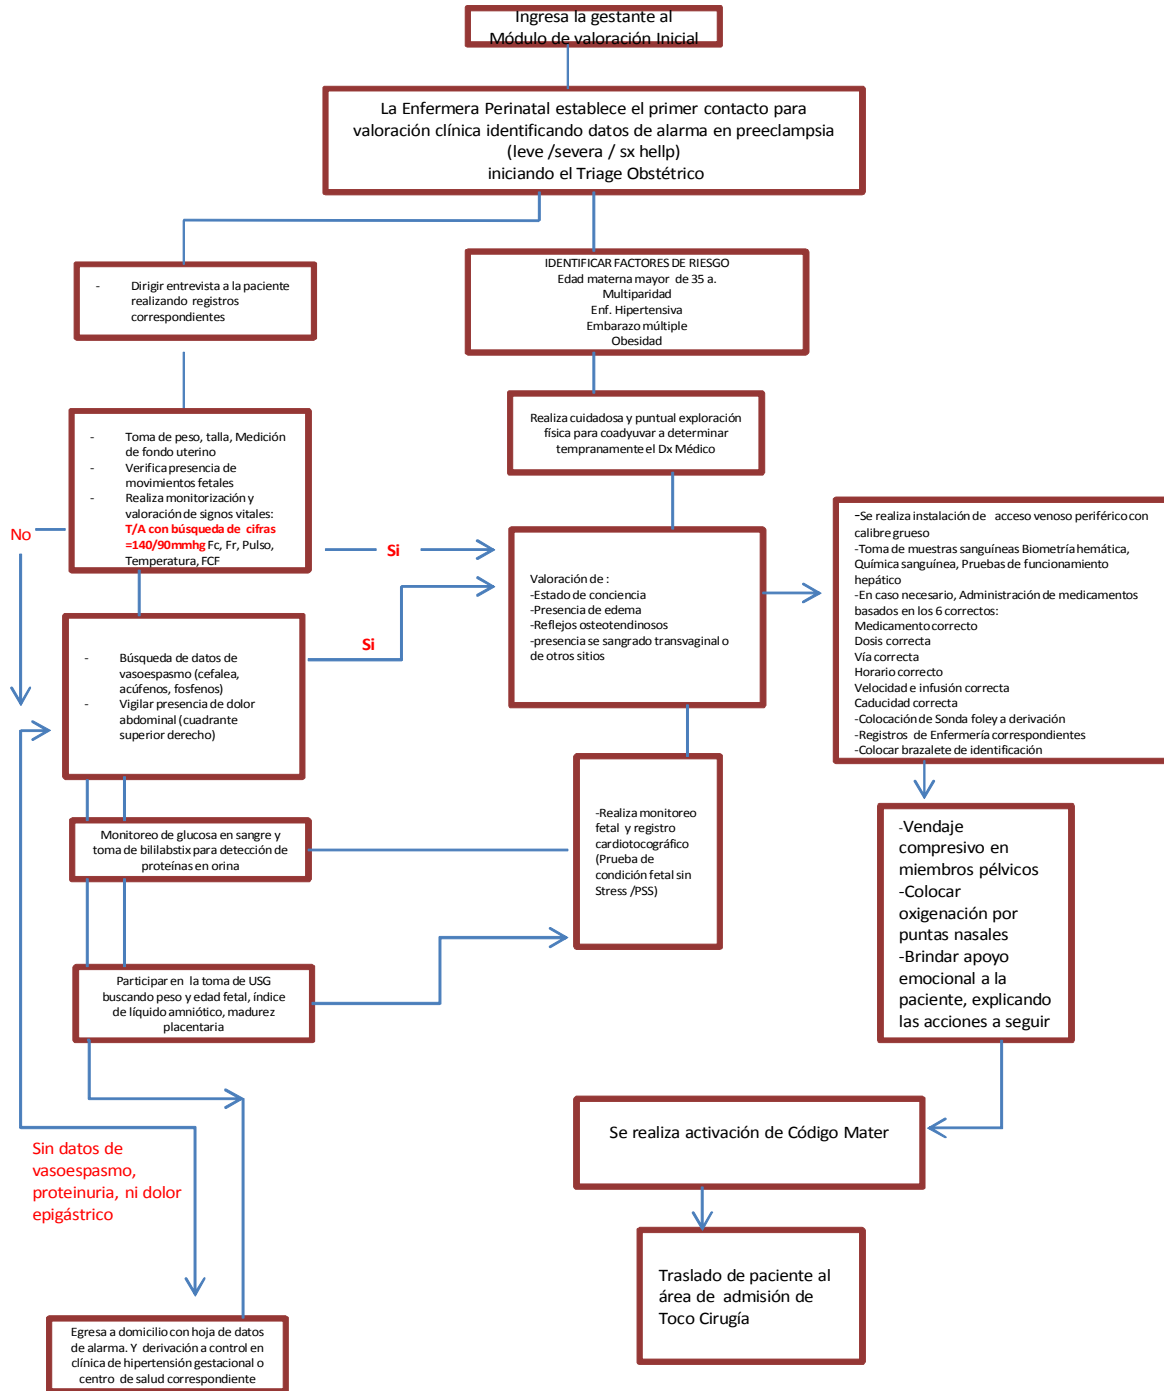 Ingresa la gestante al
Módulo de valoración Inicial
La Enfermera Perinatal establece el primer contacto para
valoración clínica identificando datos de alarma en preeclampsia
(leve /severa / sx hellp)
iniciando el Triage Obstétrico
- Dirigir entrevista a la paciente
realizando registros
correspondientes
IDENTIFICAR FACTORES DE RIESGO
Edad materna mayor de 35 a.
Multiparidad
Enf. Hipertensiva
Embarazo múltiple
Obesidad
- Toma de peso, talla, Medición
de fondo uterino
- Verifica presencia de
movimientos fetales
- Realiza monitorización y
valoración de signos vitales:
T/A con búsqueda de cifras
=140/90mmhg Fc, Fr, Pulso,
Temperatura, FCF
No
Si
Realiza cuidadosa y puntual exploración
física para coadyuvar a determinar
tempranamente el Dx Médico
- Búsqueda de datos de
vasoespasmo (cefalea,
acúfenos, fosfenos)
- Vigilar presencia de dolor
abdominal (cuadrante
superior derecho)
Si
Valoración de :
-Estado de conciencia
-Presencia de edema
-Reflejos osteotendinosos
-presencia se sangrado transvaginal o
de otros sitios
-Se realiza instalación de acceso venoso periférico con
calibre grueso
-Toma de muestras sanguíneas Biometría hemática,
Química sanguínea, Pruebas de funcionamiento
hepático
-En caso necesario, Administración de medicamentos
basados en los 6 correctos:
Medicamento correcto
Dosis correcta
Vía correcta
Horario correcto
Velocidad e infusión correcta
Caducidad correcta
-Colocación de Sonda foley a derivación
-Registros de Enfermería correspondientes
-Colocar brazalete de identificación
Monitoreo de glucosa en sangre y
toma de bililabstix para detección de
proteínas en orina
-Realiza monitoreo
fetal y registro
cardiotocográfico
(Prueba de
condición fetal sin
Stress /PSS)
-Vendaje
compresivo en
miembros pélvicos
-Colocar
oxigenación por
puntas nasales
-Brindar apoyo
emocional a la
paciente, explicando
las acciones a seguir
Participar en la toma de USG
buscando peso y edad fetal, índice
de líquido amniótico, madurez
placentaria
Se realiza activación de Código Mater
Sin datos de
vasoespasmo,
proteinuria, ni dolor
epigástrico
Traslado de paciente al
área de admisión de
Toco Cirugía
Egresa a domicilio con hoja de datos
de alarma. Y derivación a control en
clínica de hipertensión gestacional o
centro de salud correspondiente